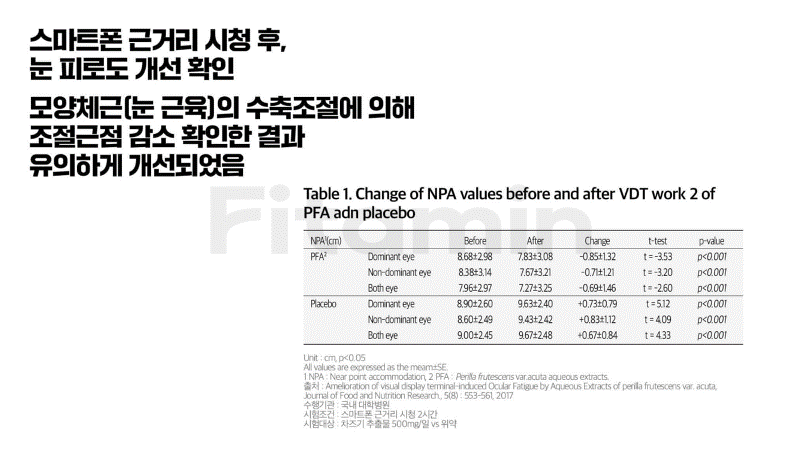 스마트폰 근거리 시청 후,
눈 피로도 개선 확인
모양체근(눈 근육)의 수축조절에 의해
조절근점 감소 확인한 결과
유의하게 개선되었음
Fitamin
Table 1. Change of NPA values before and after VDT work 2 of
PFA adn placebo
NPA¹(cm) Before After Change t-test p-value
PFA² Dominant eye 8.68±2.98 7.83±3.08 -0.85±1.32 t = -3.53 p<0.001
Non-dominant eye 8.38±3.14 7.67±3.21 -0.71±1.21 t = -3.20 p<0.001
Both eye 7.96±2.97 7.27±3.25 -0.69±1.46 t = -2.60 p<0.001
Placebo Dominant eye 8.90±2.60 9.63±2.40 +0.73±0.79 t = 5.12 p<0.001
Non-dominant eye 8.60±2.49 9.43±2.42 +0.83±1.12 t = 4.09 p<0.001
Both eye 9.00±2.45 9.67±2.48 +0.67±0.84 t = 4.33 p<0.001
Unit : cm, p<0.05
All values are expressed as the mean±SE.
1 NPA : Near point accommodation, 2 PFA : Perilla frutescens var.acuta aqueous extracts.
출처 : Amelioration of visual display terminal-induced Ocular Fatigue by Aqueous Extracts of perilla frutescens var. acuta,
Journal of Food and Nutrition Research., 5(8) : 553-561, 2017
수행기관 : 국내 대학병원
시험조건 : 스마트폰 근거리 시청 2시간
시험대상 : 차즈기 추출물 500mg/일 vs 위약